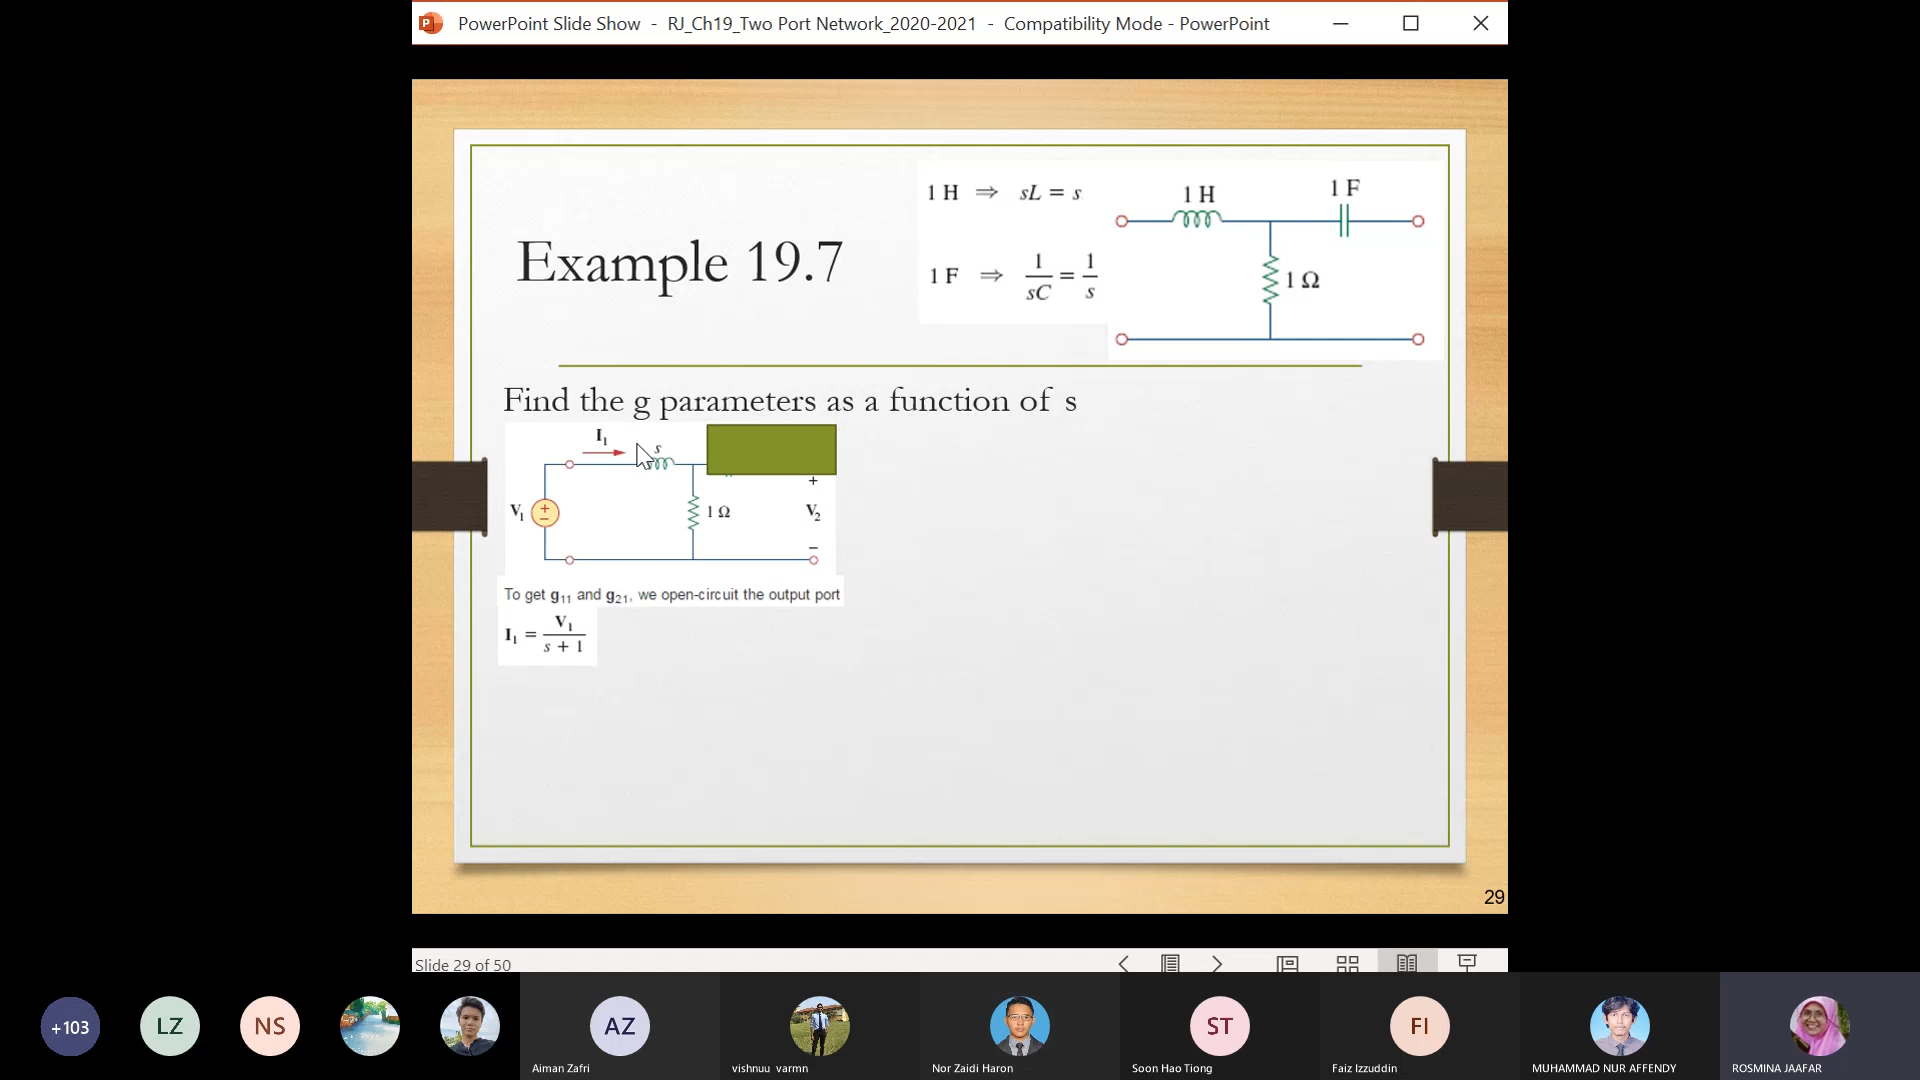 PowerPoint Slide Show - RJ_Ch19_Two Port Network_2020-2021 - Compatibility Mode - PowerPoint
Example 19.7
1 H ⇒ sL = s
1 F ⇒ 1/sC = 1/s
1 H
1 F
1 Ω
Find the g parameters as a function of s
I₁
s
V₁
+
−
1 Ω
+
V₂
−
To get g₁₁ and g₂₁, we open-circuit the output port
I₁ = V₁/(s + 1)
29
Slide 29 of 50
+103
LZ
NS
AZ
ST
FI
Aiman Zafri
vishnuu varmn
Nor Zaidi Haron
Soon Hao Tiong
Faiz Izzuddin
MUHAMMAD NUR AFFENDY
ROSMINA JAAFAR